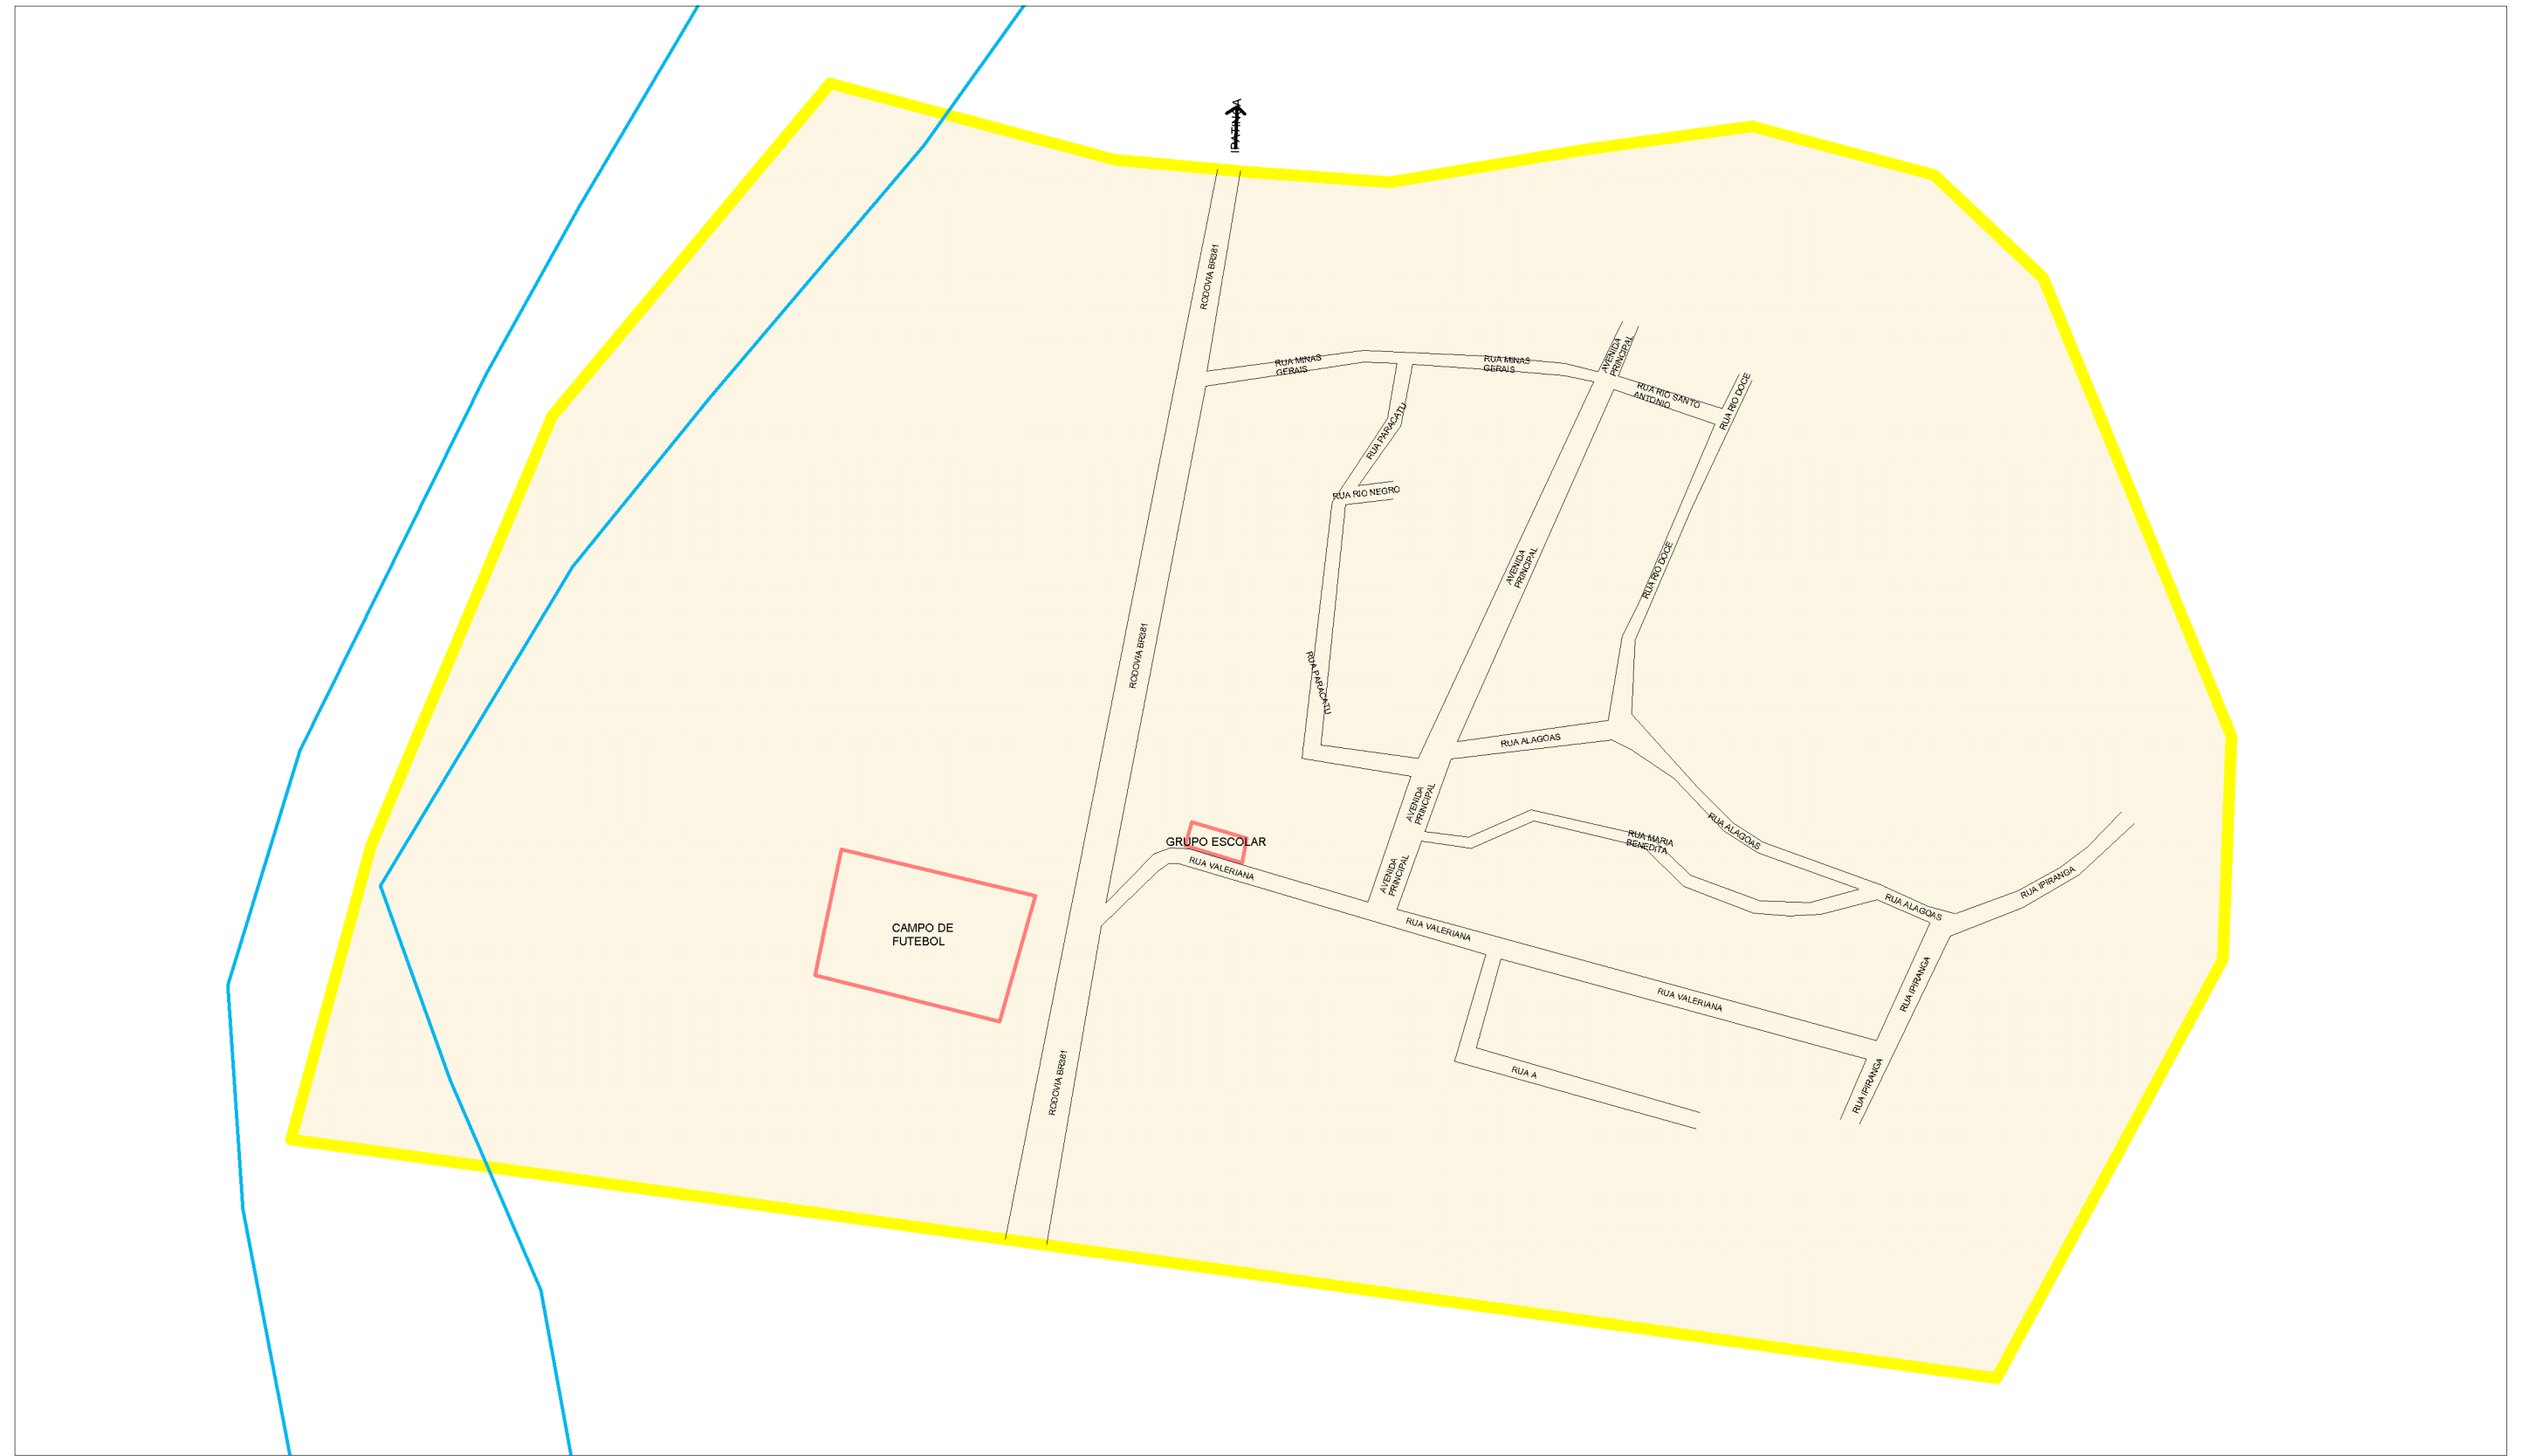 IPATINGA
RODOVIA BR381
RUA MINAS
GERAIS
RUA MINAS
GERAIS
AVENIDA
PRINCIPAL
RUA RIO SANTO
ANTONIO
RUA RIO DOCE
RUA PARACATU
RUA RIO NEGRO
AVENIDA
PRINCIPAL
RUA RIO DOCE
RODOVIA BR381
RUA PARACATU
RUA ALAGOAS
AVENIDA
PRINCIPAL
GRUPO ESCOLAR
RUA VALERIANA
AVENIDA
PRINCIPAL
RUA MARIA
BENEDITA
RUA ALAGOAS
RUA IPIRANGA
RUA ALAGOAS
CAMPO DE
FUTEBOL
RUA VALERIANA
RUA VALERIANA
RUA IPIRANGA
RODOVIA BR381
RUA A
RUA IPIRANGA